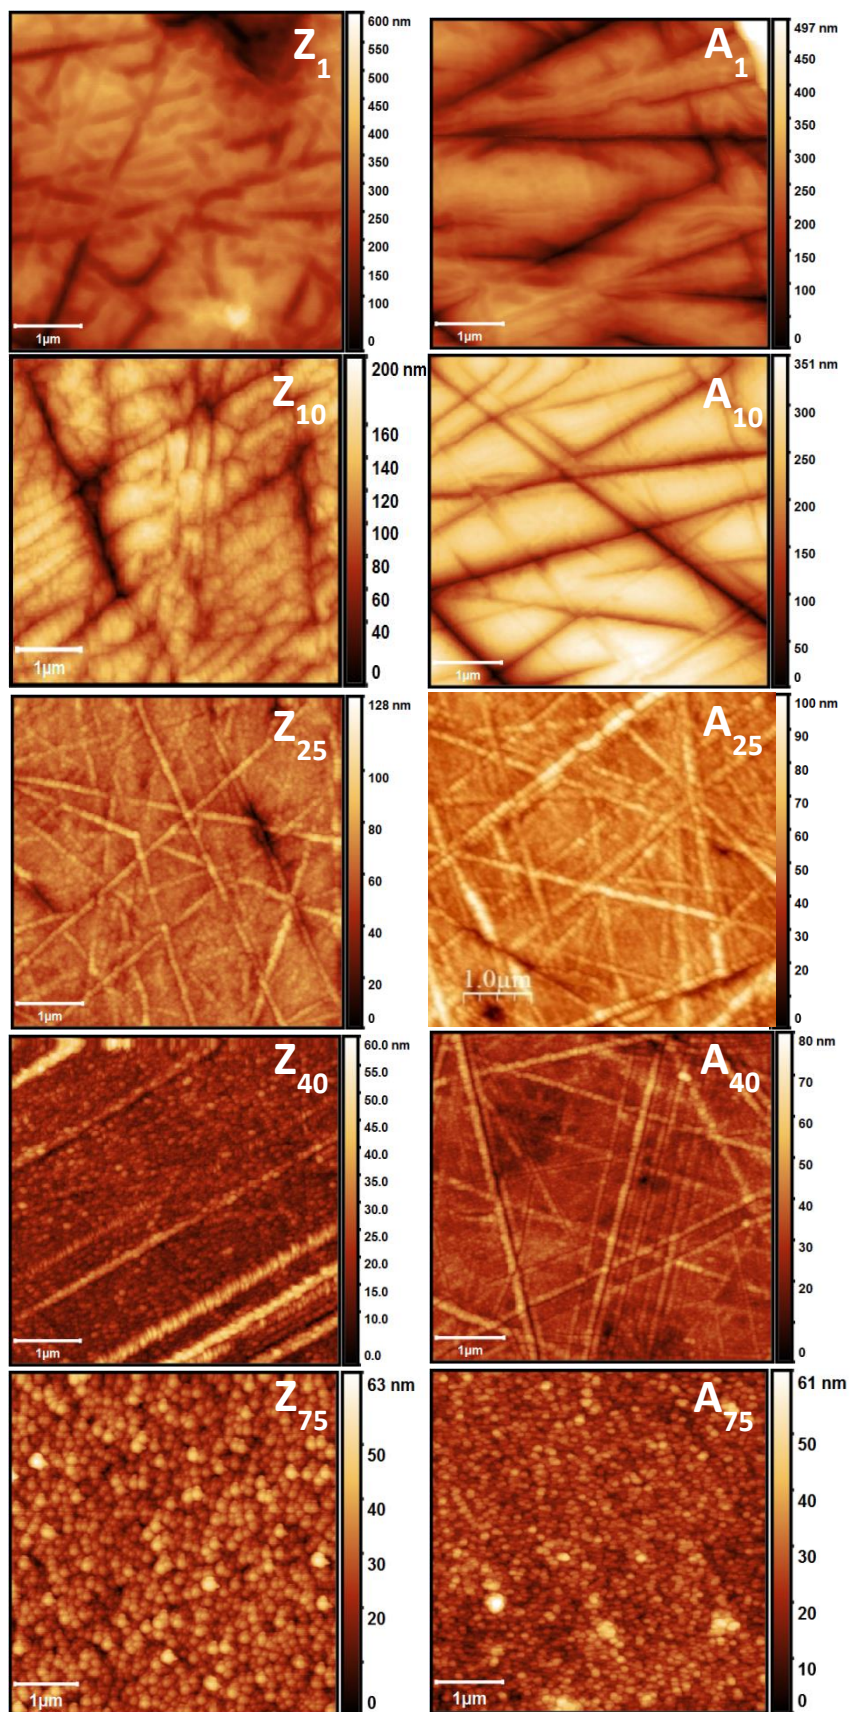 Z1
600 nm
550
500
450
400
350
300
250
200
150
100
0
1µm
A1
497 nm
450
400
350
300
250
200
150
100
0
1µm
Z10
200 nm
160
140
120
100
80
60
40
0
1µm
A10
351 nm
300
250
200
150
100
50
0
1µm
Z25
128 nm
100
80
60
40
20
0
1µm
A25
100 nm
90
80
70
60
50
40
30
20
0
1.0µm
Z40
60.0 nm
55.0
50.0
45.0
40.0
35.0
30.0
25.0
20.0
15.0
10.0
0.0
1µm
A40
80 nm
70
60
50
40
30
20
0
1µm
Z75
63 nm
50
40
30
20
0
1µm
A75
61 nm
50
40
30
20
10
0
1µm